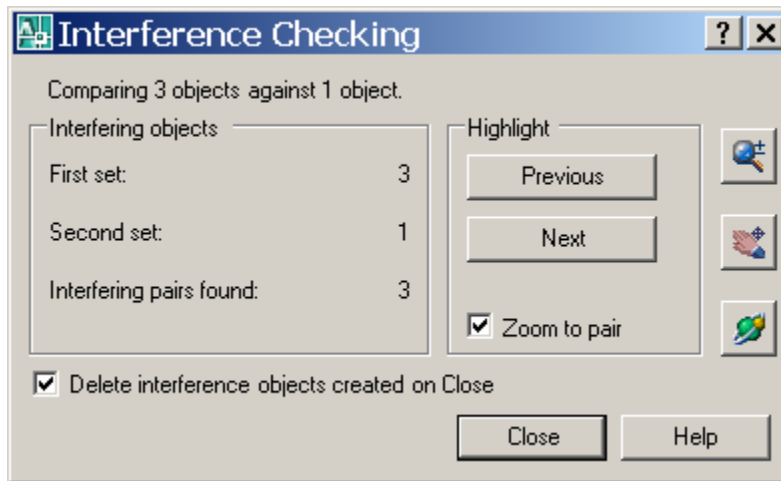 Interference Checking
Comparing 3 objects against 1 object.
Interfering objects
First set: 3
Second set: 1
Interfering pairs found: 3
Highlight
Previous
Next
Zoom to pair
Delete interference objects created on Close
Close
Help